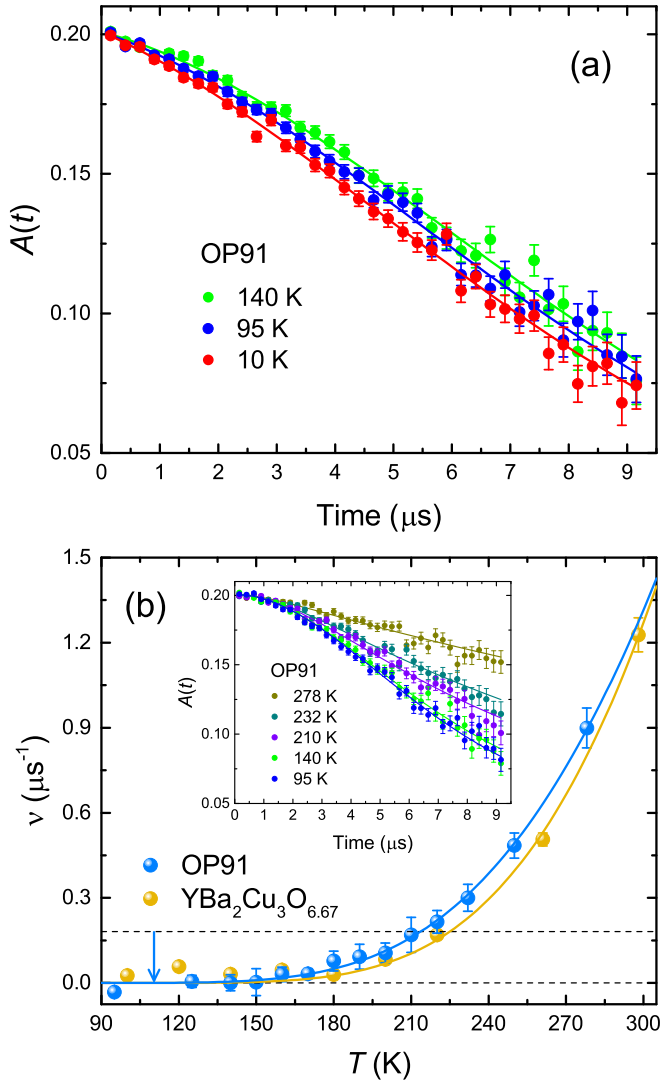 0.20
(a)
0.15
A(t)
OP91
140 K
0.10
95 K
10 K
0.05
0 1 2 3 4 5 6 7 8 9
Time (μs)
1.5
(b)
0.20
1.2
OP91
0.15
278 K
A(t)
232 K
0.9
210 K
0.10
140 K
95 K
ν (μs⁻¹)
0.05
0 1 2 3 4 5 6 7 8 9
0.6
Time (μs)
OP91
0.3
YBa₂Cu₃O₆.₆₇
0.0
90 120 150 180 210 240 270 300
T (K)